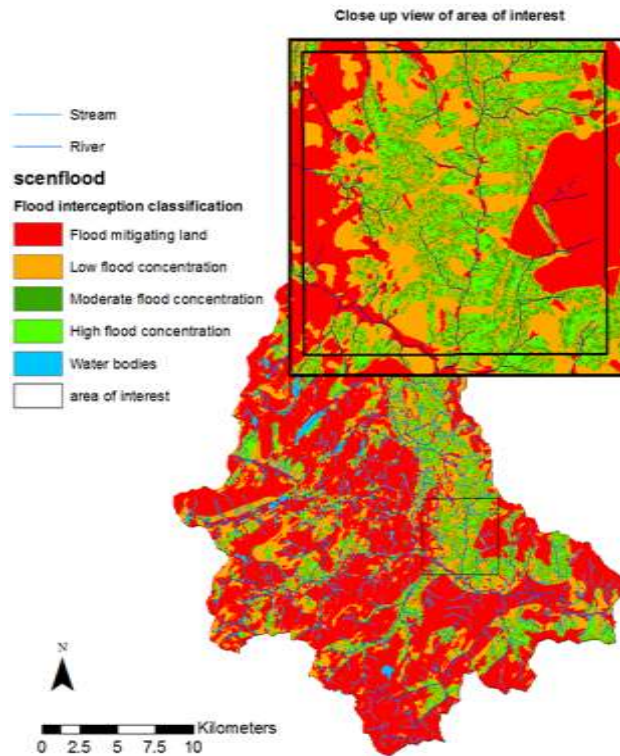 Close up view of area of interest
Stream
River
scenflood
Flood interception classification
Flood mitigating land
Low flood concentration
Moderate flood concentration
High flood concentration
Water bodies
area of interest
N
Kilometers
0 2.5 5 7.5 10